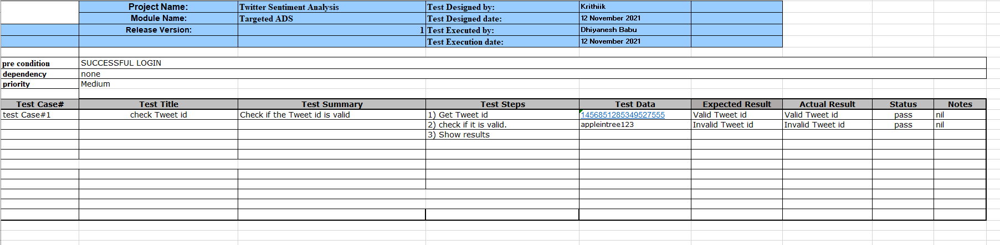 Project Name: Twitter Sentiment Analysis Test Designed by: Krithiik
Module Name: Targeted ADS Test Designed date: 12 November 2021
Release Version: 1 Test Executed by: Dhiyanesh Babu
Test Execution date: 12 November 2021
pre condition SUCCESSFUL LOGIN
dependency none
priority Medium
Test Case# Test Title Test Summary Test Steps Test Data Expected Result Actual Result Status Notes
test Case#1 check Tweet id Check if the Tweet id is valid 1) Get Tweet id 1456851285349527555 Valid Tweet id Valid Tweet id pass nil
2) check if it is valid. appleintree123 Invalid Tweet id Invalid Tweet id pass nil
3) Show results